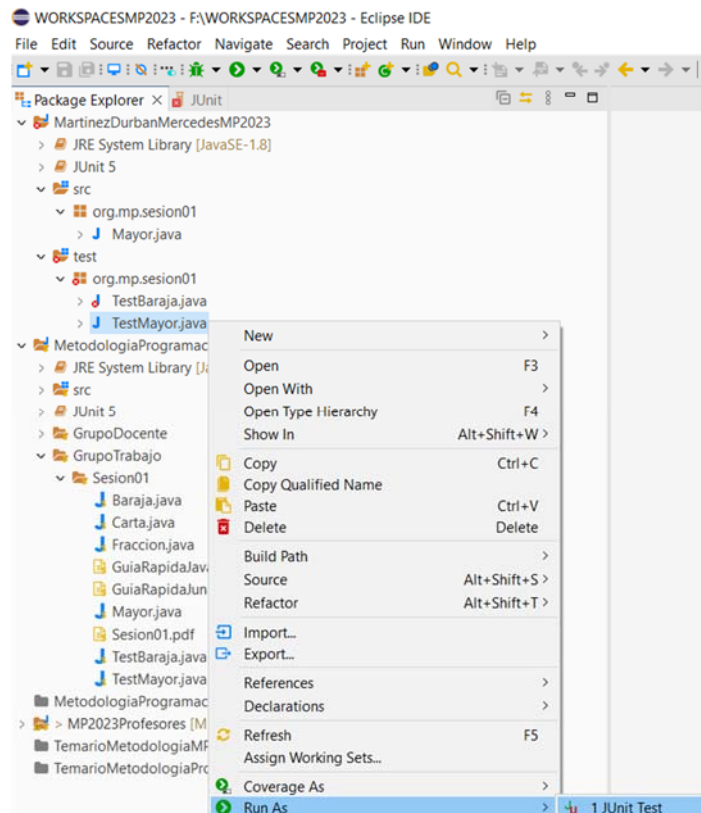 WORKSPACESMP2023 - F:\WORKSPACESMP2023 - Eclipse IDE
File Edit Source Refactor Navigate Search Project Run Window Help
Package Explorer JUnit
MartinezDurbanMercedesMP2023
JRE System Library [JavaSE-1.8]
JUnit 5
src
org.mp.sesion01
Mayor.java
test
org.mp.sesion01
TestBaraja.java
TestMayor.java
MetodologiaProgramac
JRE System Library [Ja
src
JUnit 5
GrupoDocente
GrupoTrabajo
Sesion01
Baraja.java
Carta.java
Fraccion.java
GuiaRapidaJava
GuiaRapidaJun
Mayor.java
Sesion01.pdf
TestBaraja.java
TestMayor.java
MetodologiaProgramac
> MP2023Profesores [M
TemarioMetodologiaMP
TemarioMetodologiaPro
New
Open F3
Open With
Open Type Hierarchy F4
Show In Alt+Shift+W
Copy Ctrl+C
Copy Qualified Name
Paste Ctrl+V
Delete Delete
Build Path
Source Alt+Shift+S
Refactor Alt+Shift+T
Import...
Export...
References
Declarations
Refresh F5
Assign Working Sets...
Coverage As
Run As
1 JUnit Test